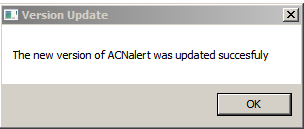 Version Update
The new version of ACNalert was updated succesfuly
OK